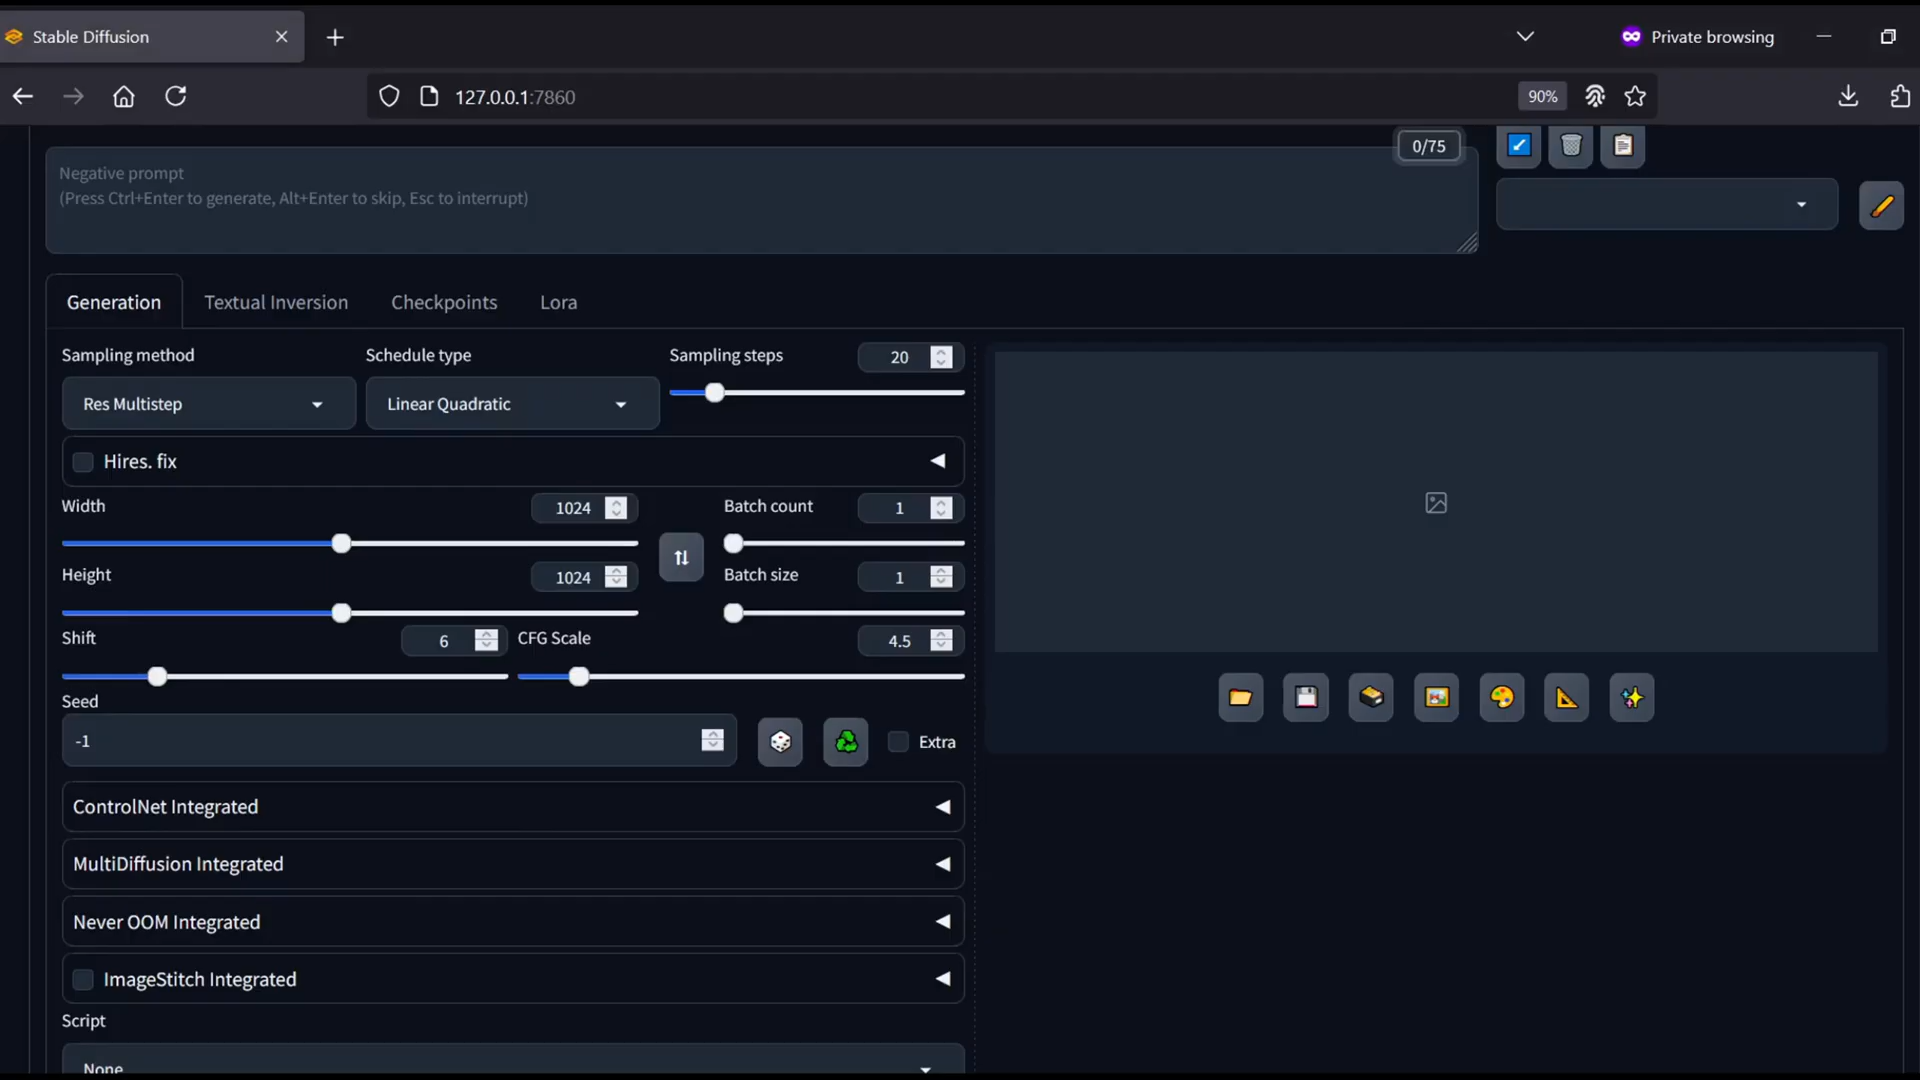 Stable Diffusion
Private browsing
127.0.0.1:7860
90%
0/75
Negative prompt
(Press Ctrl+Enter to generate, Alt+Enter to skip, Esc to interrupt)
Generation
Textual Inversion
Checkpoints
Lora
Sampling method
Schedule type
Sampling steps
20
Res Multistep
Linear Quadratic
Hires. fix
Width
1024
Batch count
1
Height
1024
Batch size
1
Shift
6
CFG Scale
4.5
Seed
-1
Extra
ControlNet Integrated
MultiDiffusion Integrated
Never OOM Integrated
ImageStitch Integrated
Script
None